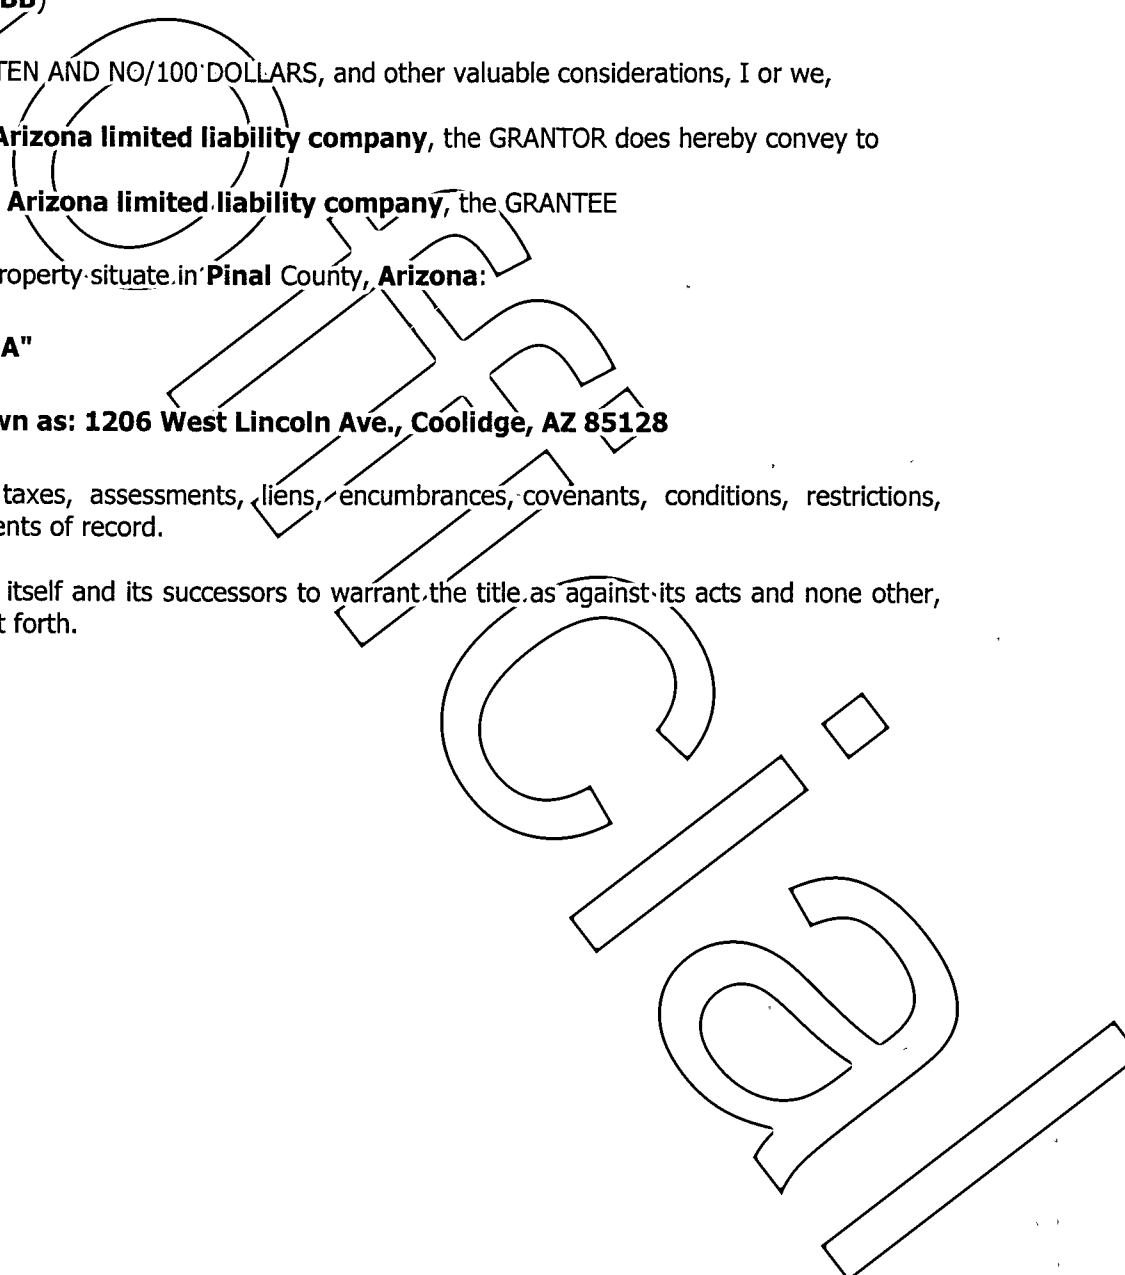 TEN AND NO/100 DOLLARS, and other valuable considerations, I or we,
Arizona limited liability company, the GRANTOR does hereby convey to
Arizona limited liability company, the GRANTEE
roperty situate in Pinal County, Arizona:
A"
wn as: 1206 West Lincoln Ave., Coolidge, AZ 85128
taxes, assessments, liens, encumbrances, covenants, conditions, restrictions,
ents of record.
itself and its successors to warrant the title as against its acts and none other,
t forth.
Official